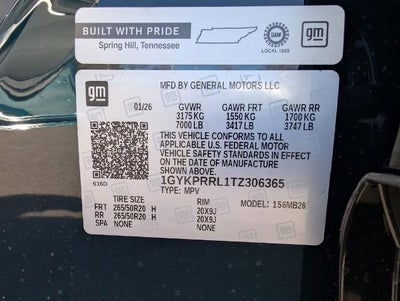 BUILT WITH PRIDE
Spring Hill, Tennessee
UAW
LOCAL 1853
gm
gm
MFD BY GENERAL MOTORS LLC
01/26 GVWR GAWR FRT GAWR RR
3175 KG 1550 KG 1700 KG
7000 LB 3417 LB 3747 LB
THIS VEHICLE CONFORMS TO ALL
APPLICABLE U.S. FEDERAL MOTOR
VEHICLE SAFETY STANDARDS IN EFFECT
ON THE DATE OF MANUFACTURE
SHOWN ABOVE.
616D 1GYKPRRL1TZ306365
TYPE: MPV
TIRE SIZE RIM MODEL: 156MB26
FRT 265/50R20 H 20X9J
RR 265/50R20 H 20X9J
SPA NONE NONE